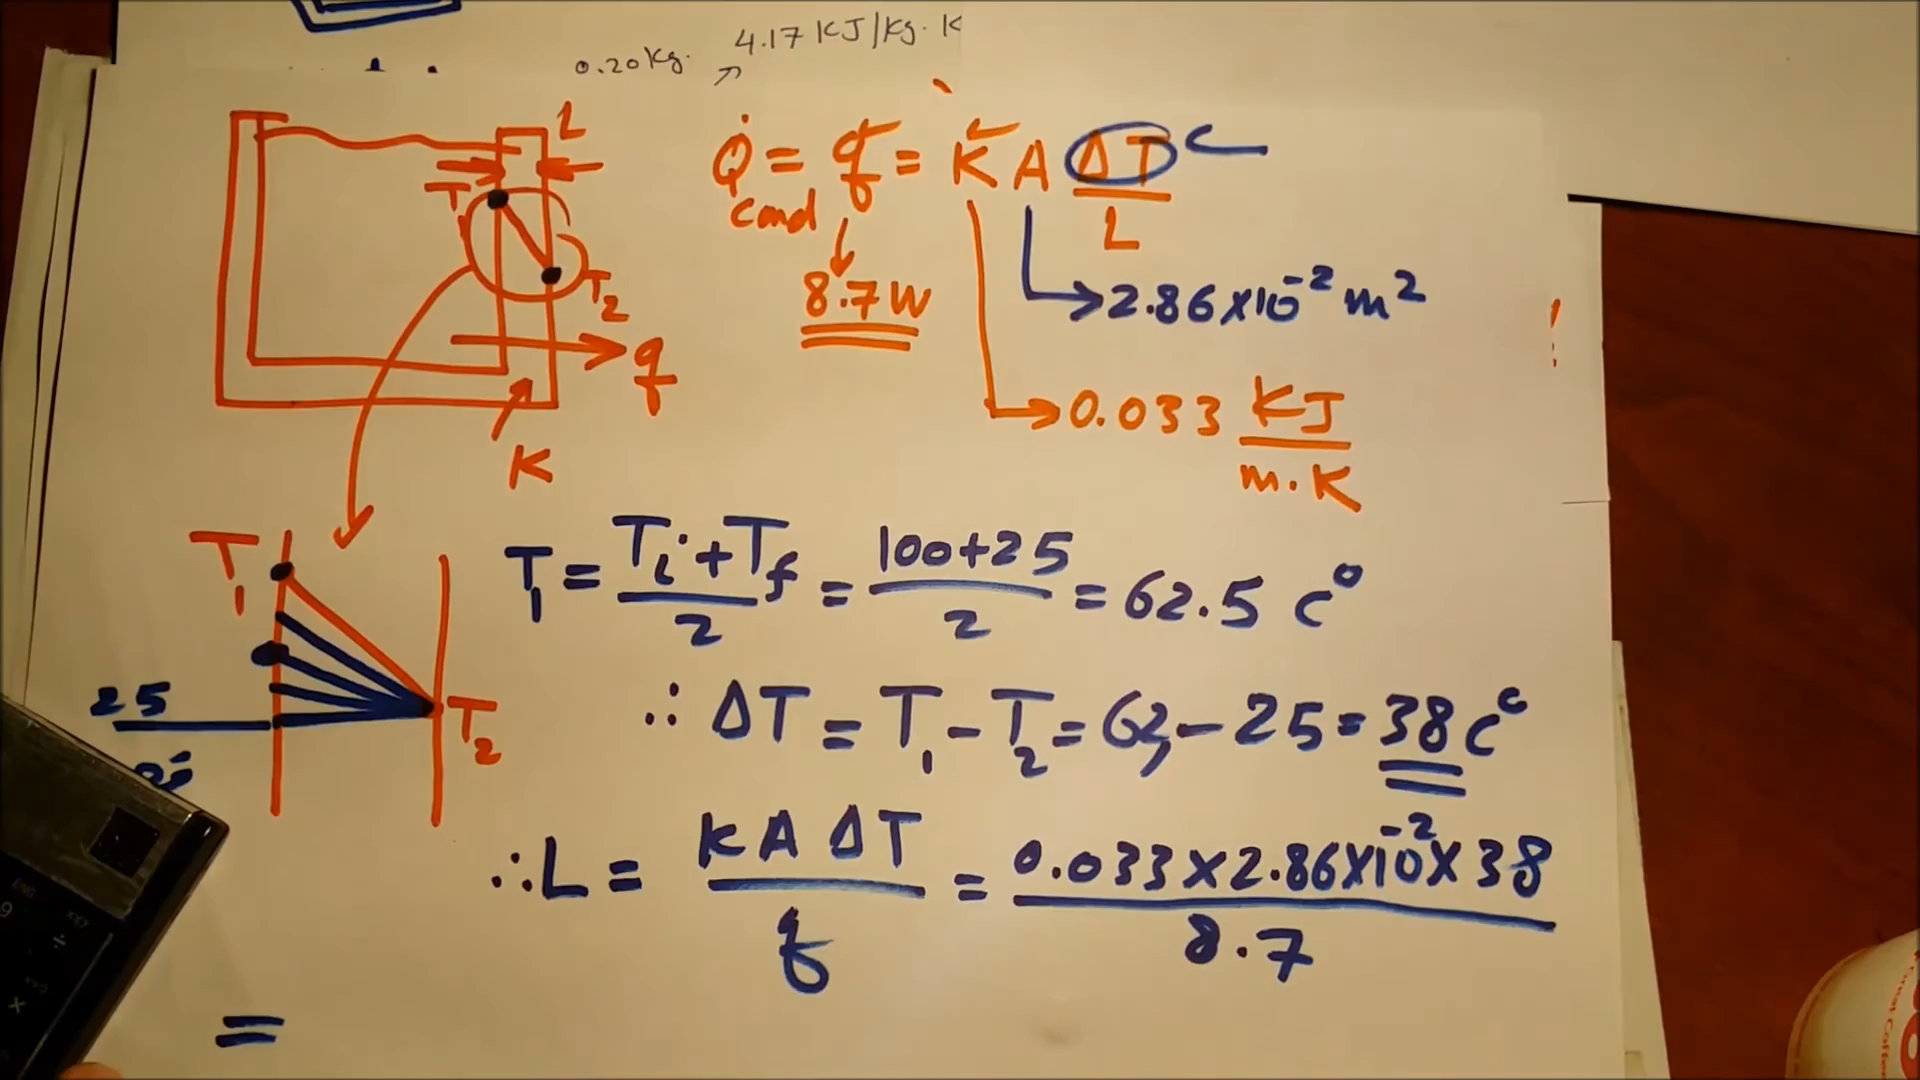 0.20 kg. 4.17 KJ/kg. K
L
Q̇ = q = K A ΔT / L
cond
T1
T2
8.7 W
2.86×10⁻² m²
q
K
0.033 KJ / m.K
T1
T1 = (Ti + Tf) / 2 = (100+25) / 2 = 62.5 C°
25
T2
∴ ΔT = T1 - T2 = 62, - 25 = 38 C°
∴ L = K A ΔT / q = 0.033 × 2.86×10⁻² × 38 / 8.7
=